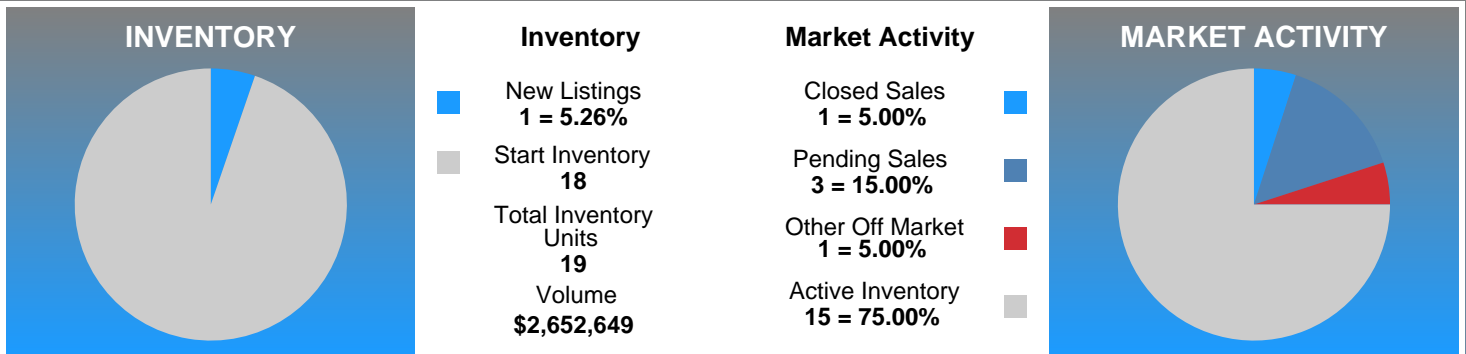 INVENTORY
Inventory
New Listings
1 = 5.26%
Start Inventory
18
Total Inventory
Units
19
Volume
$2,652,649
Market Activity
Closed Sales
1 = 5.00%
Pending Sales
3 = 15.00%
Other Off Market
1 = 5.00%
Active Inventory
15 = 75.00%
MARKET ACTIVITY